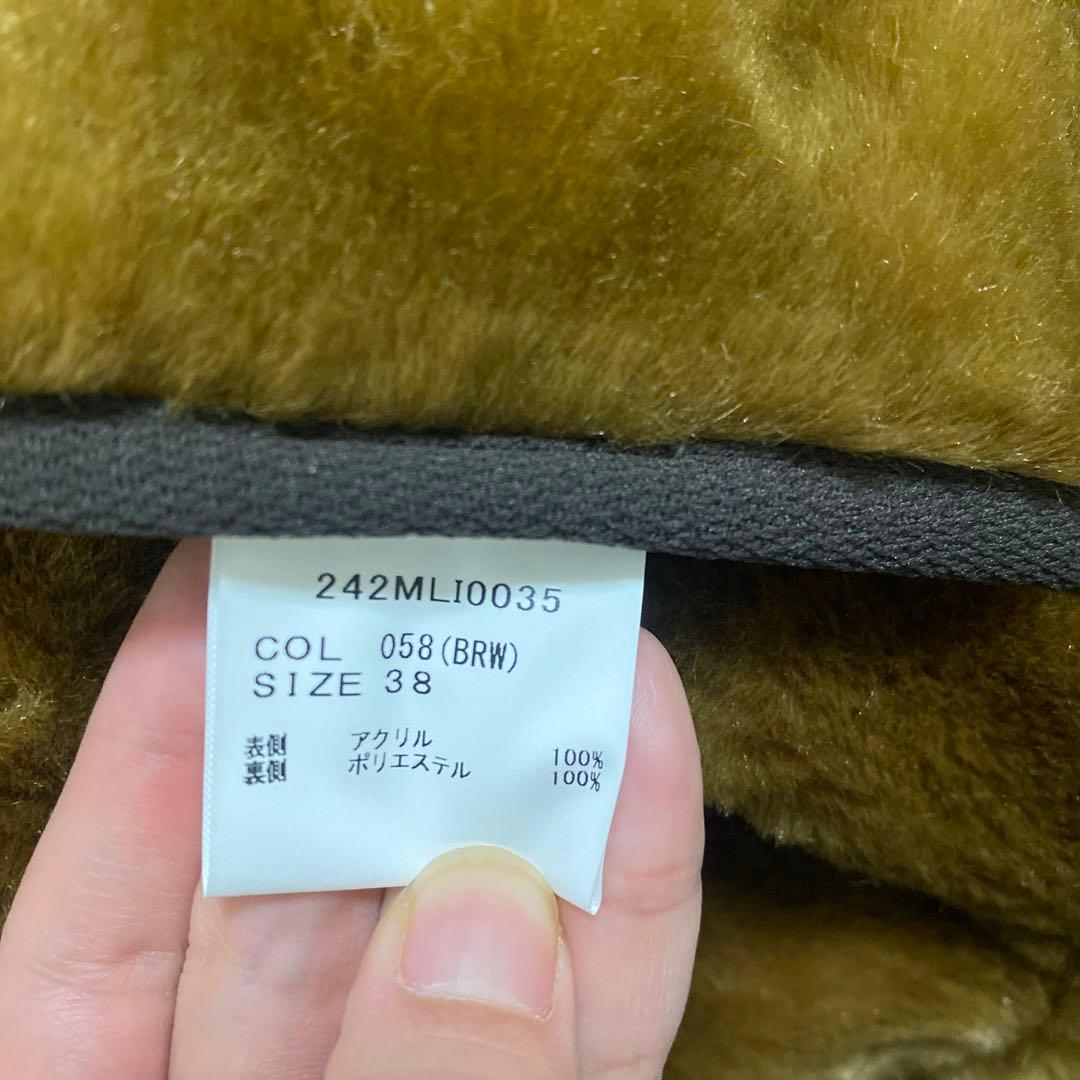 242MLI0035
COL 058(BRW)
SIZE 38
表側 アクリル 100%
裏側 ポリエステル 100%